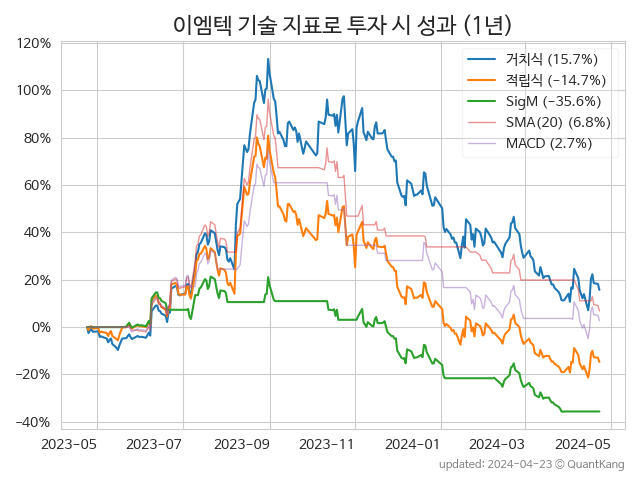 이엠텍 기술 지표로 투자 시 성과 (1년)
120%
100%
80%
60%
40%
20%
0%
−20%
−40%
거치식 (15.7%)
적립식 (−14.7%)
SigM (−35.6%)
SMA(20) (6.8%)
MACD (2.7%)
2023-05 2023-07 2023-09 2023-11 2024-01 2024-03 2024-05
updated: 2024-04-23 © QuantKang